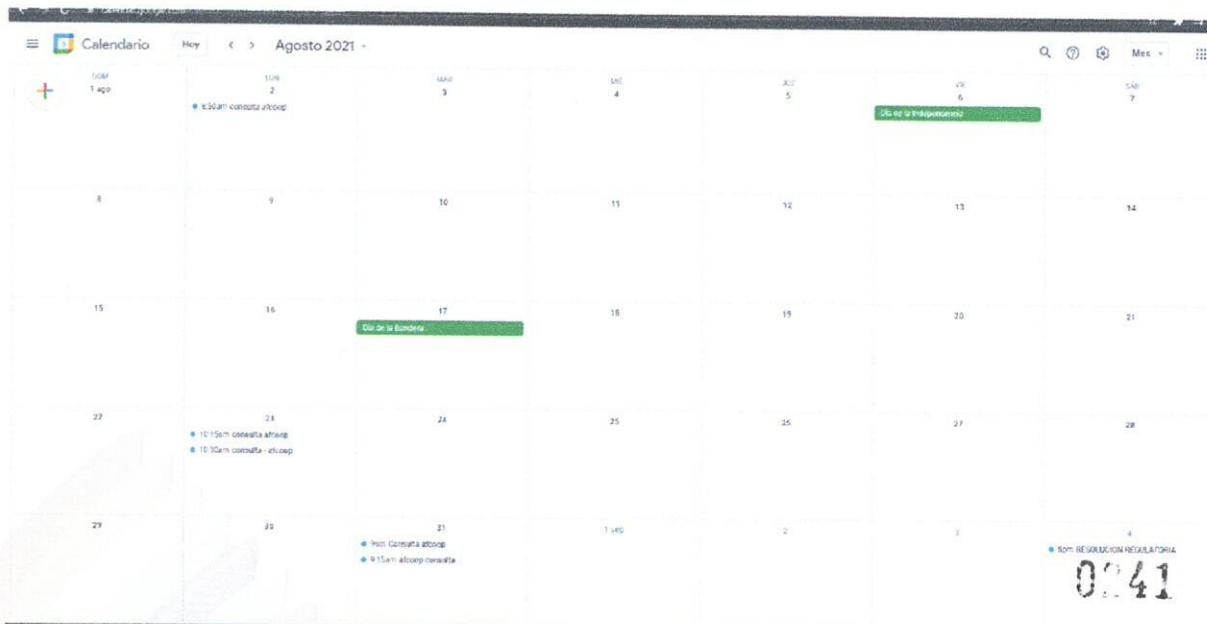 Calendario Hoy < > Agosto 2021
Mes
DOM LUN MAR MIÉ JUE VIE SÁB
1 ago 2 3 4 5 6 7
8:30am consulta afcoop
Día de la Independencia
8 9 10 11 12 13 14
15 16 17 18 19 20 21
Día de la Bandera
22 23 24 25 26 27 28
10:15am consulta afcoop
10:30am consulta - afcoop
29 30 31 1 sep 2 3 4
9am Consulta afcoop
9:15am afcoop consulta
RESOLUCION REGULATORIA